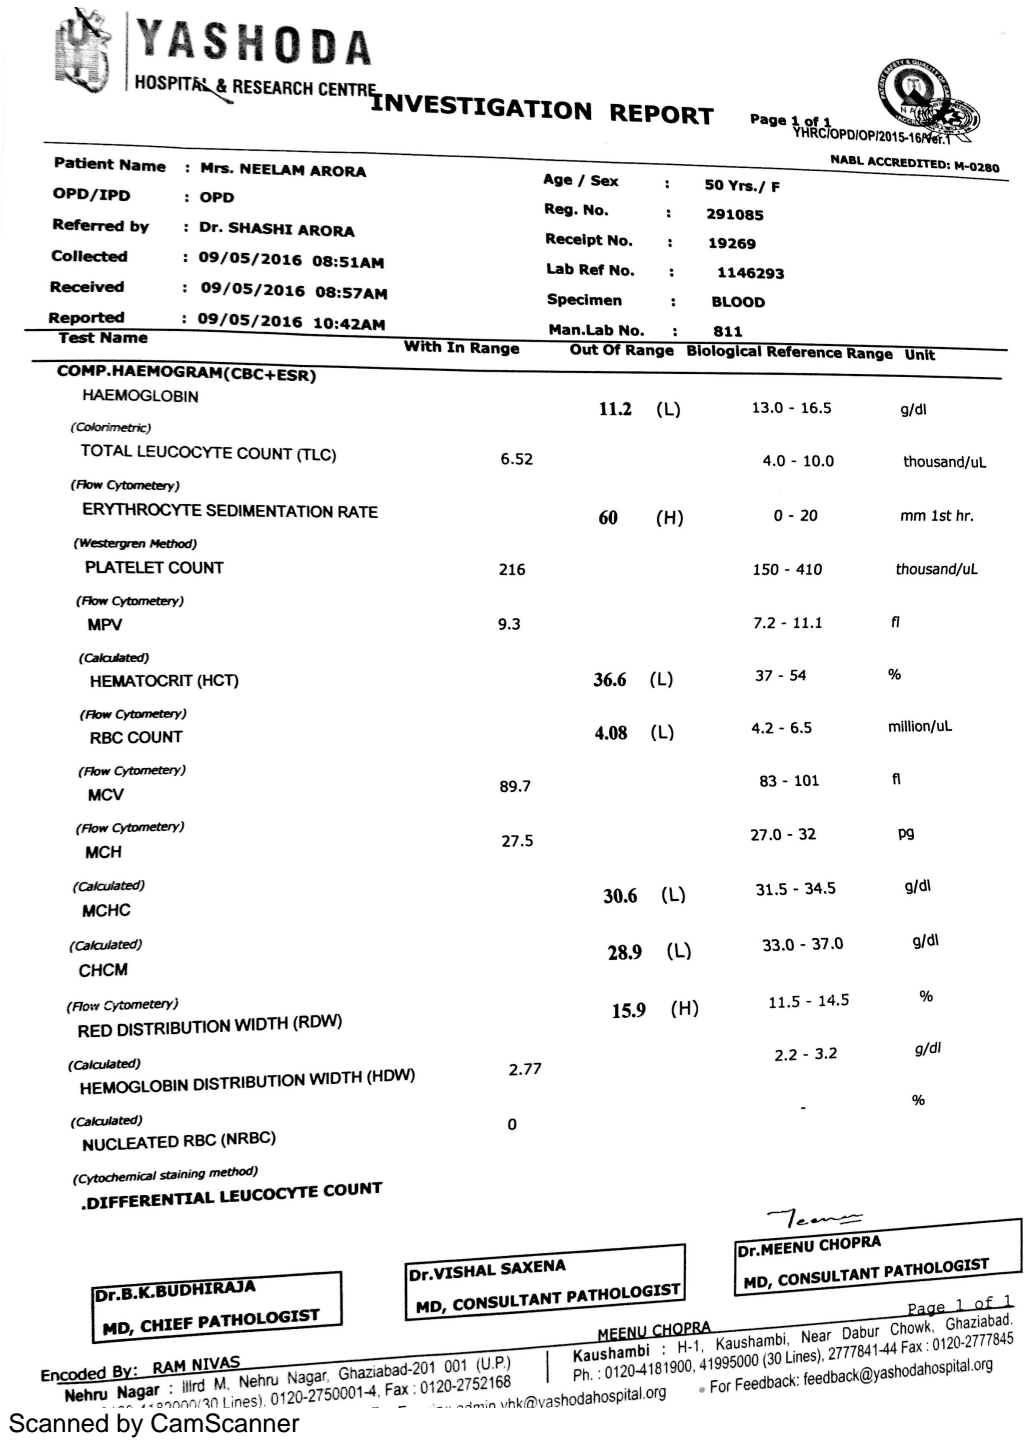 YASHODA
HOSPITAL & RESEARCH CENTRE
INVESTIGATION REPORT
Page 1 of 1
YHRC/OPD/OP/2015-16/Ver.1
NABL ACCREDITED: M-0280
Patient Name : Mrs. NEELAM ARORA Age / Sex : 50 Yrs./ F
OPD/IPD : OPD Reg. No. : 291085
Referred by : Dr. SHASHI ARORA Receipt No. : 19269
Collected : 09/05/2016 08:51AM Lab Ref No. : 1146293
Received : 09/05/2016 08:57AM Specimen : BLOOD
Reported : 09/05/2016 10:42AM Man.Lab No. : 811
Test Name With In Range Out Of Range Biological Reference Range Unit
COMP.HAEMOGRAM(CBC+ESR)
HAEMOGLOBIN 11.2 (L) 13.0 - 16.5 g/dl
(Colorimetric)
TOTAL LEUCOCYTE COUNT (TLC) 6.52 4.0 - 10.0 thousand/uL
(Flow Cytometery)
ERYTHROCYTE SEDIMENTATION RATE 60 (H) 0 - 20 mm 1st hr.
(Westergren Method)
PLATELET COUNT 216 150 - 410 thousand/uL
(Flow Cytometery)
MPV 9.3 7.2 - 11.1 fl
(Calculated)
HEMATOCRIT (HCT) 36.6 (L) 37 - 54 %
(Flow Cytometery)
RBC COUNT 4.08 (L) 4.2 - 6.5 million/uL
(Flow Cytometery)
MCV 89.7 83 - 101 fl
(Flow Cytometery)
MCH 27.5 27.0 - 32 pg
(Calculated)
MCHC 30.6 (L) 31.5 - 34.5 g/dl
(Calculated)
CHCM 28.9 (L) 33.0 - 37.0 g/dl
(Flow Cytometery)
RED DISTRIBUTION WIDTH (RDW) 15.9 (H) 11.5 - 14.5 %
(Calculated)
HEMOGLOBIN DISTRIBUTION WIDTH (HDW) 2.77 2.2 - 3.2 g/dl
(Calculated)
NUCLEATED RBC (NRBC) 0 - %
(Cytochemical staining method)
.DIFFERENTIAL LEUCOCYTE COUNT
Dr.B.K.BUDHIRAJA
MD, CHIEF PATHOLOGIST
Dr.VISHAL SAXENA
MD, CONSULTANT PATHOLOGIST
Dr.MEENU CHOPRA
MD, CONSULTANT PATHOLOGIST
Page 1 of 1
MEENU CHOPRA
Encoded By: RAM NIVAS
Nehru Nagar : IIIrd M, Nehru Nagar, Ghaziabad-201 001 (U.P.)
(30 Lines), 0120-2750001-4, Fax : 0120-2752168
Kaushambi : H-1, Kaushambi, Near Dabur Chowk, Ghaziabad.
Ph. : 0120-4181900, 41995000 (30 Lines), 2777841-44 Fax : 0120-2777845
admin.yhk@yashodahospital.org For Feedback: feedback@yashodahospital.org
Scanned by CamScanner